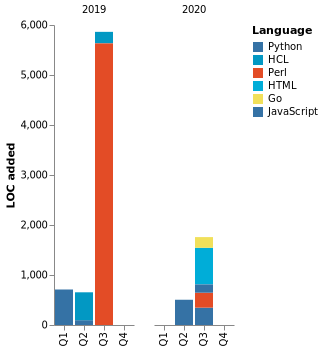 2019 2020
Language
Python
HCL
Perl
HTML
Go
JavaScript
LOC added
6,000
5,000
4,000
3,000
2,000
1,000
0
Q1 Q2 Q3 Q4 Q1 Q2 Q3 Q4